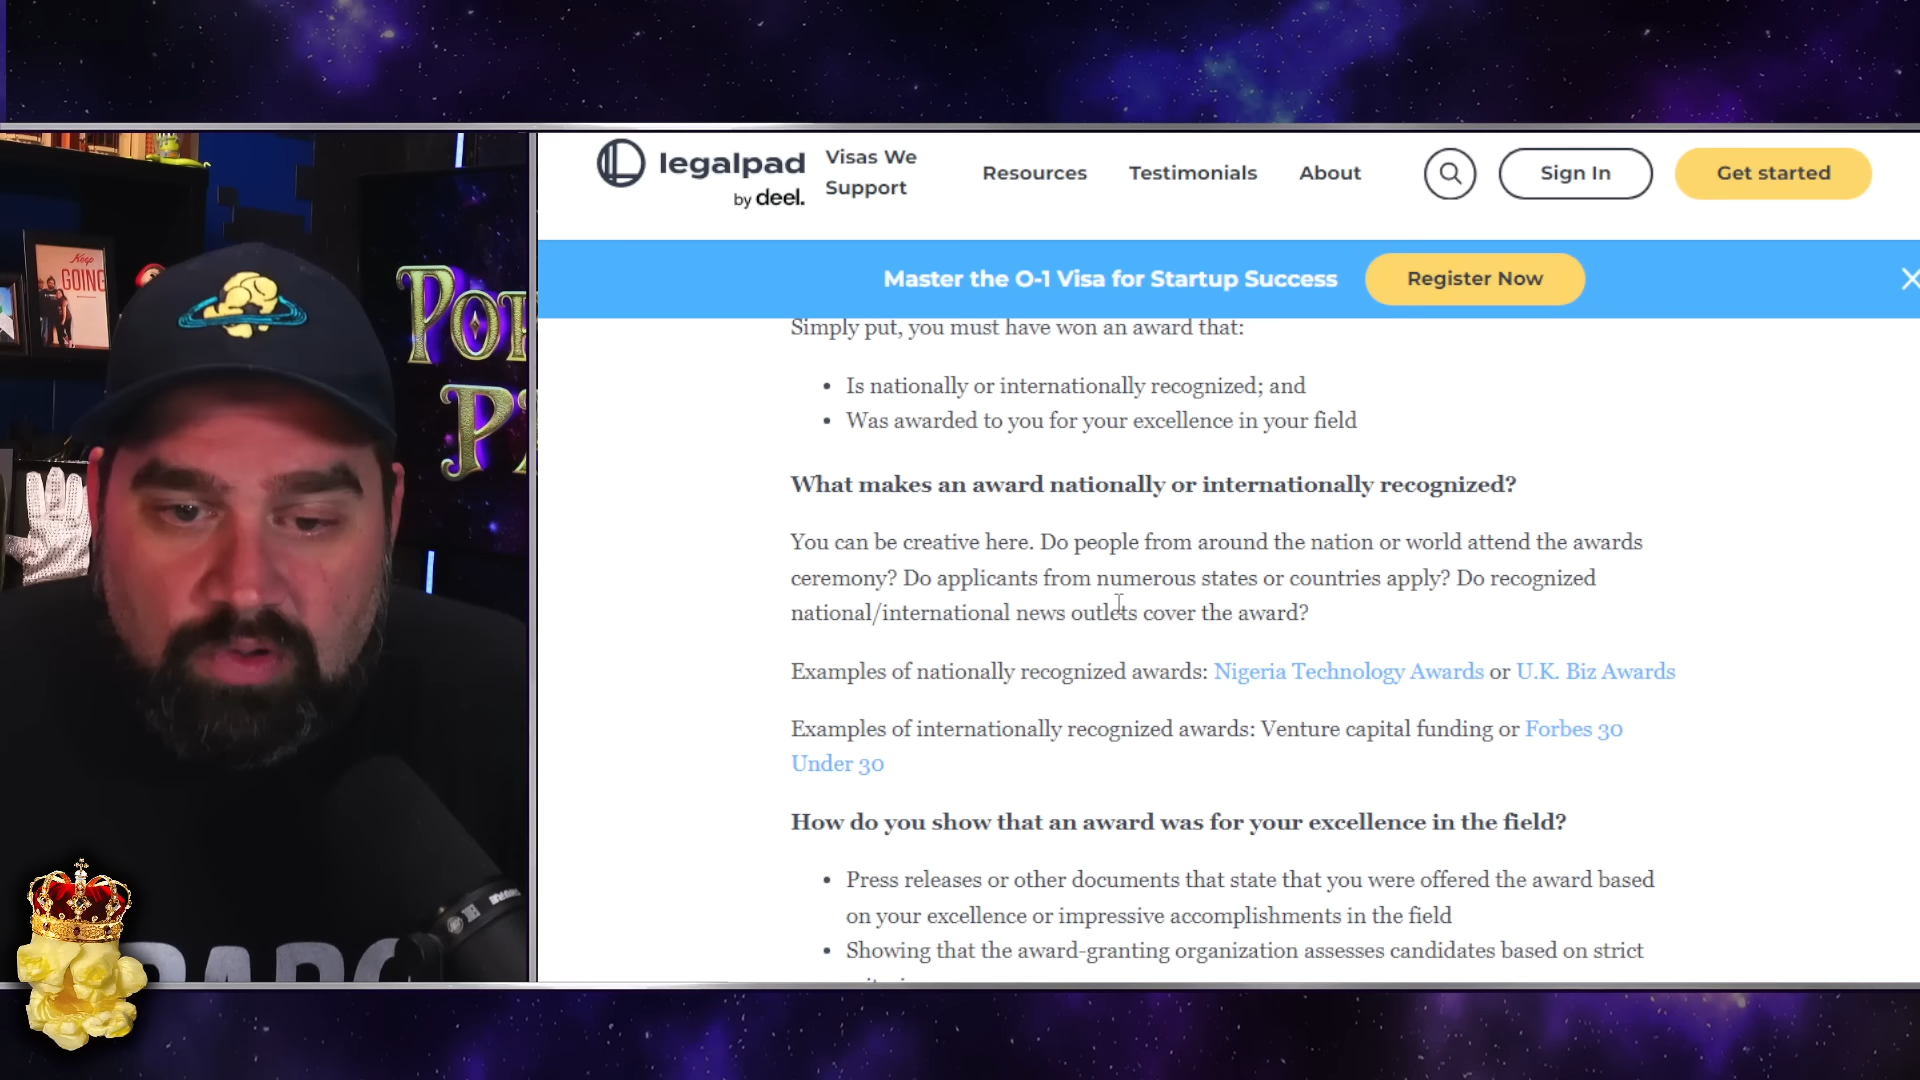 Keep
GOING
legalpad
by deel.
Visas We
Support
Resources
Testimonials
About
Sign In
Get started
Master the O-1 Visa for Startup Success
Register Now
Simply put, you must have won an award that:
• Is nationally or internationally recognized; and
• Was awarded to you for your excellence in your field
What makes an award nationally or internationally recognized?
You can be creative here. Do people from around the nation or world attend the awards
ceremony? Do applicants from numerous states or countries apply? Do recognized
national/international news outlets cover the award?
Examples of nationally recognized awards: Nigeria Technology Awards or U.K. Biz Awards
Examples of internationally recognized awards: Venture capital funding or Forbes 30
Under 30
How do you show that an award was for your excellence in the field?
• Press releases or other documents that state that you were offered the award based
on your excellence or impressive accomplishments in the field
• Showing that the award-granting organization assesses candidates based on strict